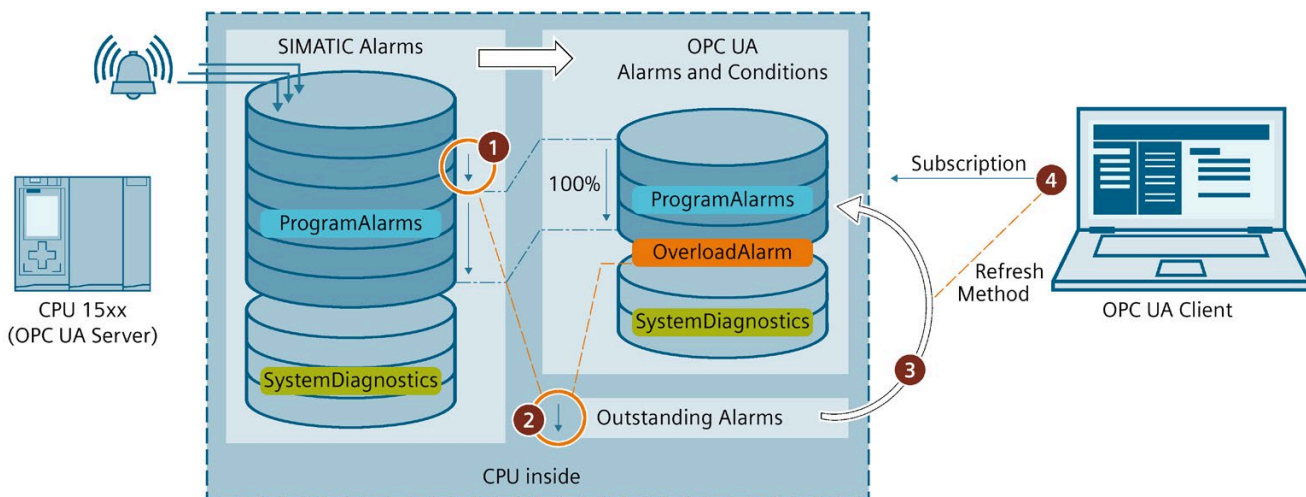 SIMATIC Alarms
OPC UA
Alarms and Conditions
1
100%
ProgramAlarms
ProgramAlarms
OverloadAlarm
SystemDiagnostics
SystemDiagnostics
CPU 15xx
(OPC UA Server)
Subscription
4
Refresh
Method
OPC UA Client
3
2
Outstanding Alarms
CPU inside